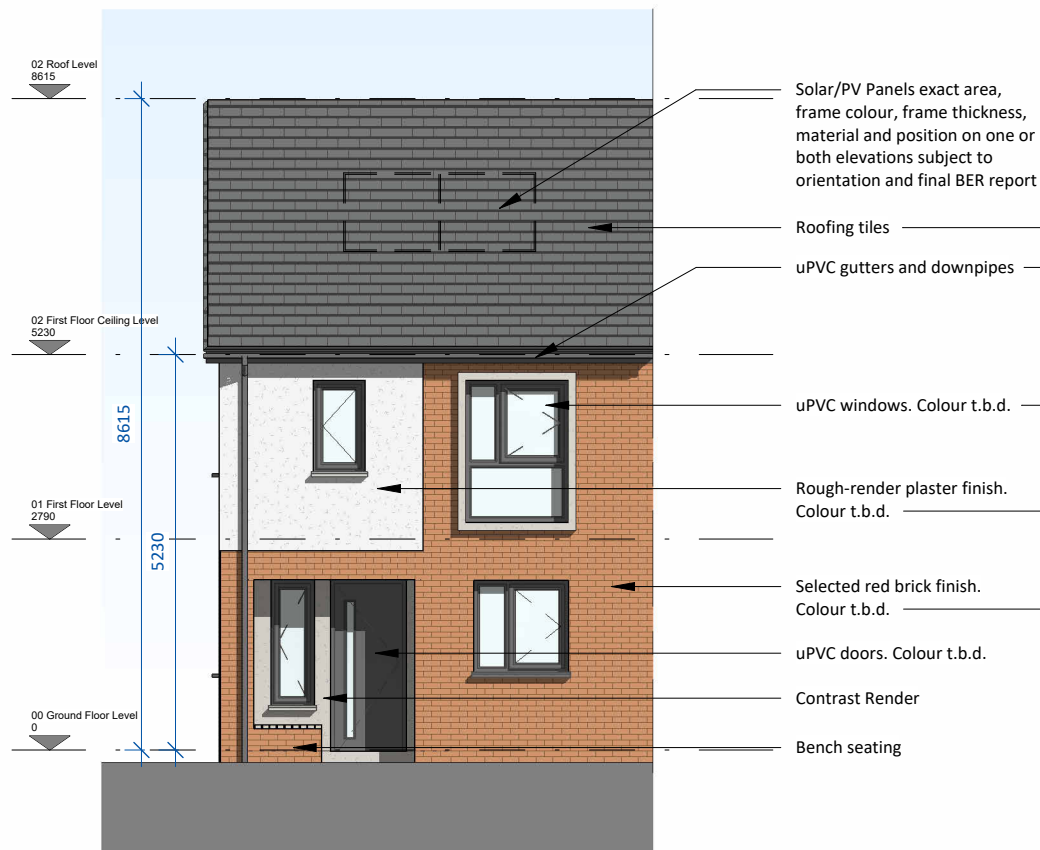 02 Roof Level
8615
Solar/PV Panels exact area,
frame colour, frame thickness,
material and position on one or
both elevations subject to
orientation and final BER report
Roofing tiles
uPVC gutters and downpipes
02 First Floor Ceiling Level
5230
8615
uPVC windows. Colour t.b.d.
Rough-render plaster finish.
Colour t.b.d.
01 First Floor Level
2790
5230
Selected red brick finish.
Colour t.b.d.
uPVC doors. Colour t.b.d.
Contrast Render
00 Ground Floor Level
0
Bench seating